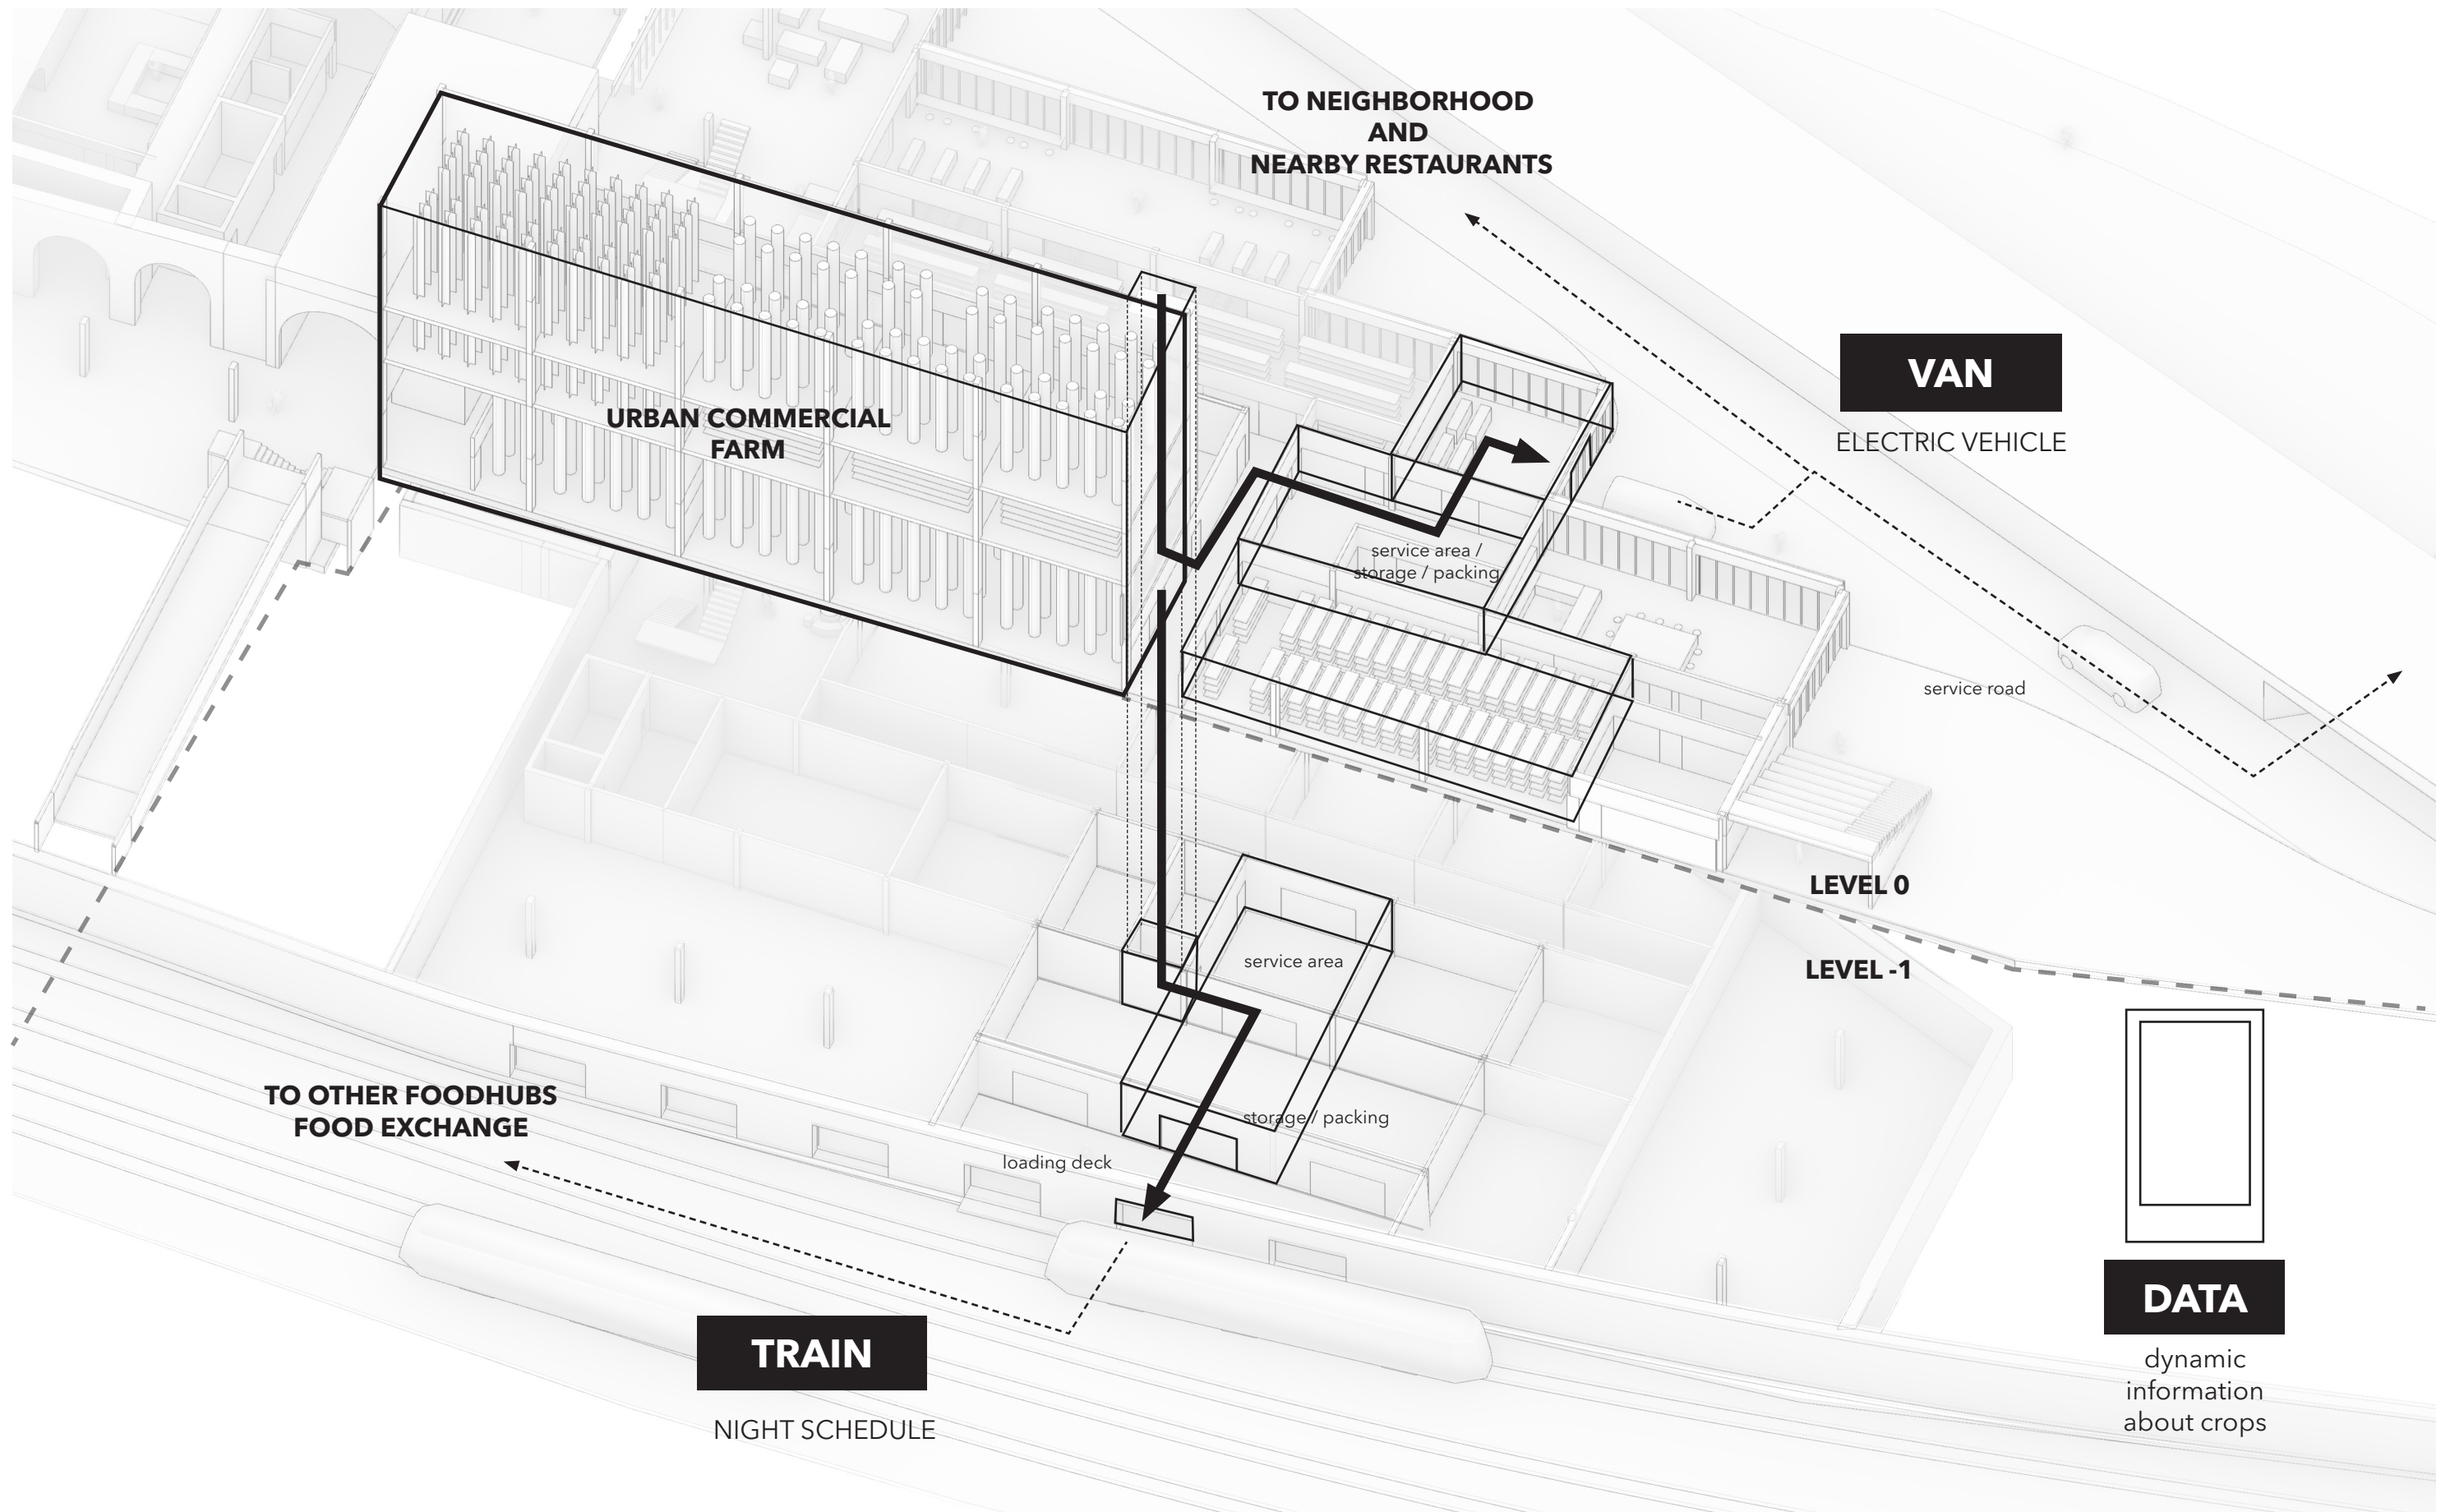 TO NEIGHBORHOOD
AND
NEARBY RESTAURANTS
VAN
ELECTRIC VEHICLE
URBAN COMMERCIAL
FARM
service area /
storage / packing
service road
LEVEL 0
LEVEL -1
service area
storage / packing
loading deck
TO OTHER FOODHUBS
FOOD EXCHANGE
TRAIN
NIGHT SCHEDULE
DATA
dynamic
information
about crops